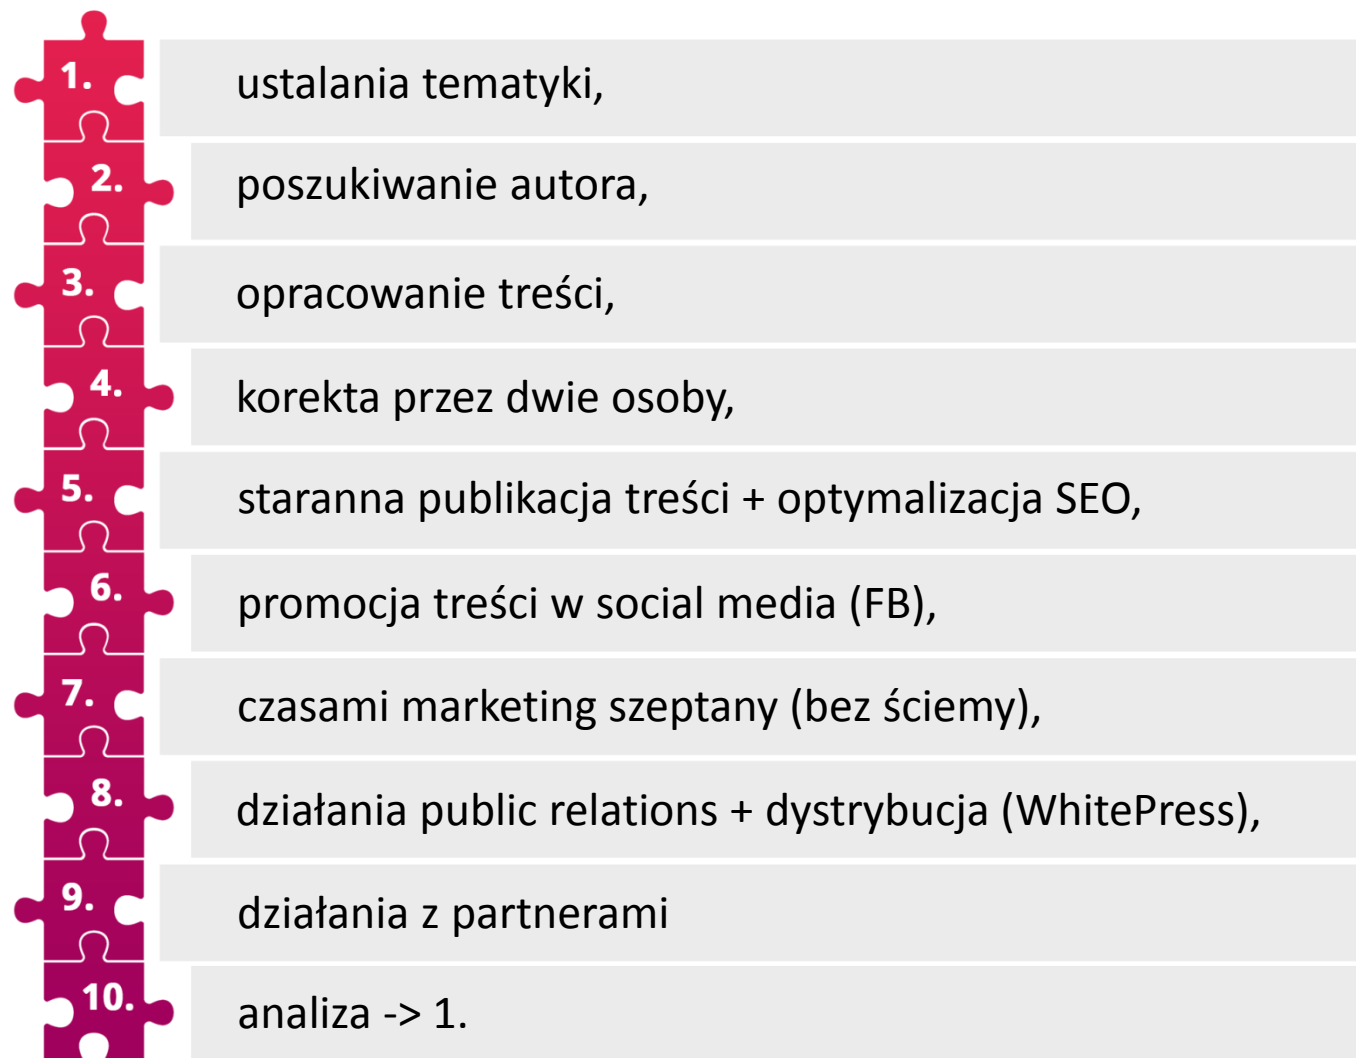 1. ustalania tematyki,
2. poszukiwanie autora,
3. opracowanie treści,
4. korekta przez dwie osoby,
5. staranna publikacja treści + optymalizacja SEO,
6. promocja treści w social media (FB),
7. czasami marketing szeptany (bez ściemy),
8. działania public relations + dystrybucja (WhitePress),
9. działania z partnerami
10. analiza -> 1.